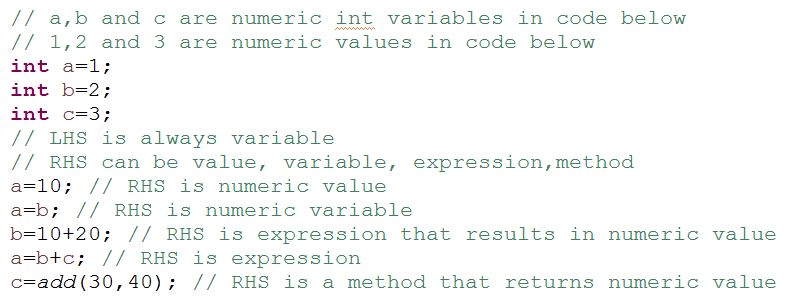 // a,b and c are numeric int variables in code below
// 1,2 and 3 are numeric values in code below
int a=1;
int b=2;
int c=3;
// LHS is always variable
// RHS can be value, variable, expression,method
a=10; // RHS is numeric value
a=b; // RHS is numeric variable
b=10+20; // RHS is expression that results in numeric value
a=b+c; // RHS is expression
c=add(30,40); // RHS is a method that returns numeric value